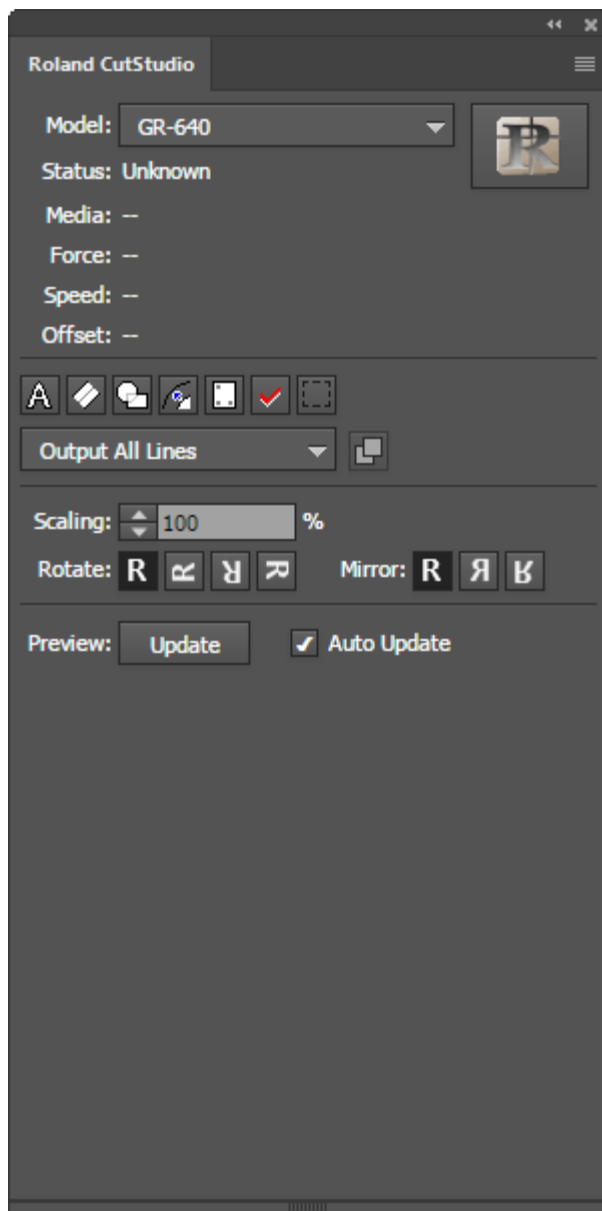 Roland CutStudio
Model: GR-640
Status: Unknown
Media: --
Force: --
Speed: --
Offset: --
A
Output All Lines
Scaling: 100 %
Rotate: R R R R Mirror: R R R
Preview: Update Auto Update